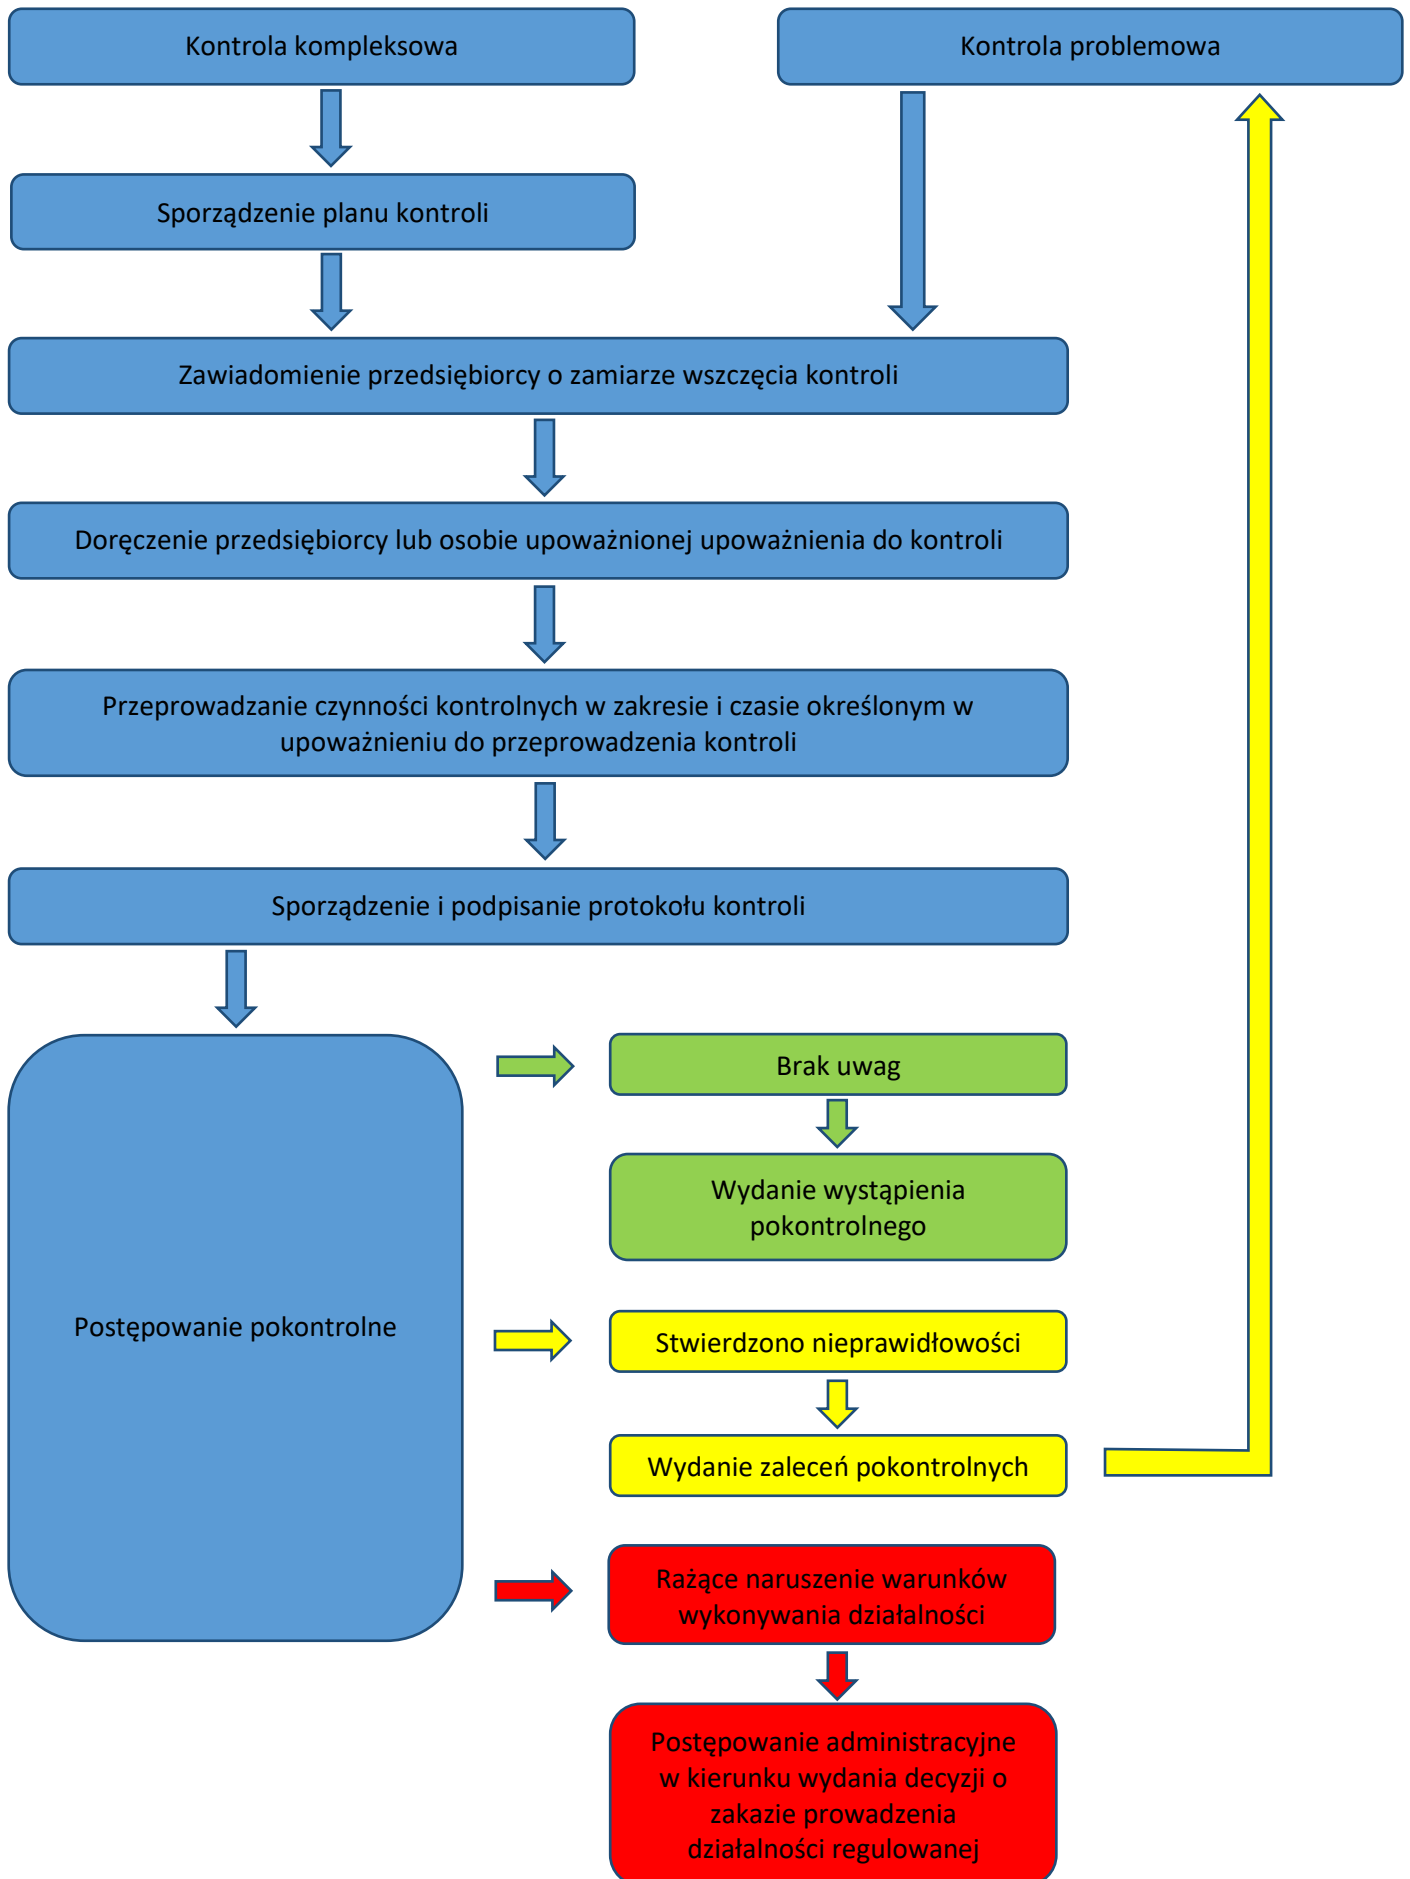 Kontrola kompleksowa
Kontrola problemowa
Sporządzenie planu kontroli
Zawiadomienie przedsiębiorcy o zamiarze wszczęcia kontroli
Doręczenie przedsiębiorcy lub osobie upoważnionej upoważnienia do kontroli
Przeprowadzanie czynności kontrolnych w zakresie i czasie określonym w
upoważnieniu do przeprowadzenia kontroli
Sporządzenie i podpisanie protokołu kontroli
Postępowanie pokontrolne
Brak uwag
Wydanie wystąpienia
pokontrolnego
Stwierdzono nieprawidłowości
Wydanie zaleceń pokontrolnych
Rażące naruszenie warunków
wykonywania działalności
Postępowanie administracyjne
w kierunku wydania decyzji o
zakazie prowadzenia
działalności regulowanej